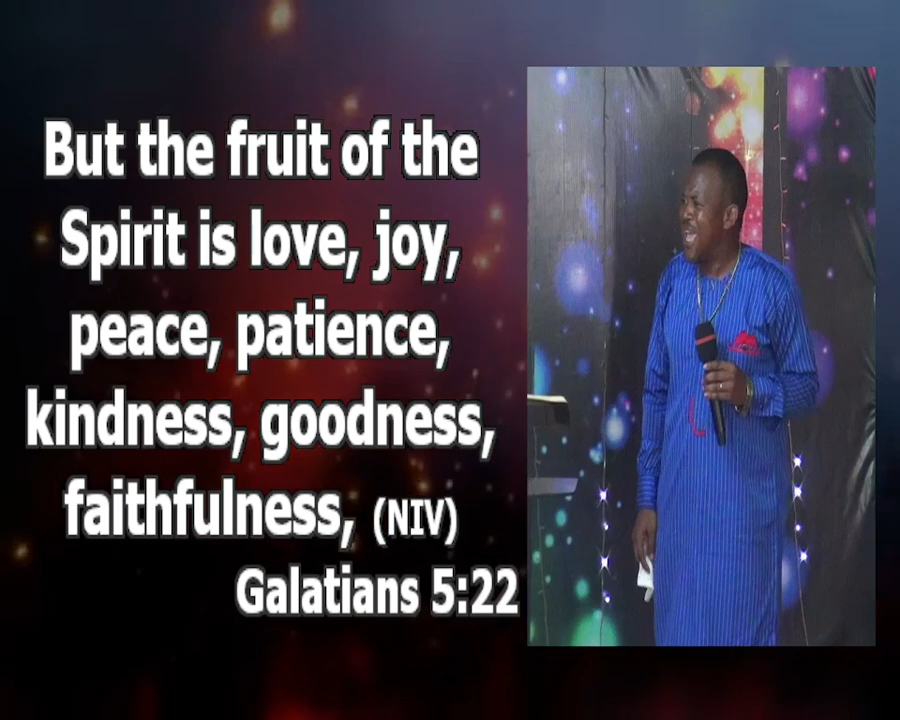 But the fruit of the
Spirit is love, joy,
peace, patience,
kindness, goodness,
faithfulness, (NIV)
Galatians 5:22